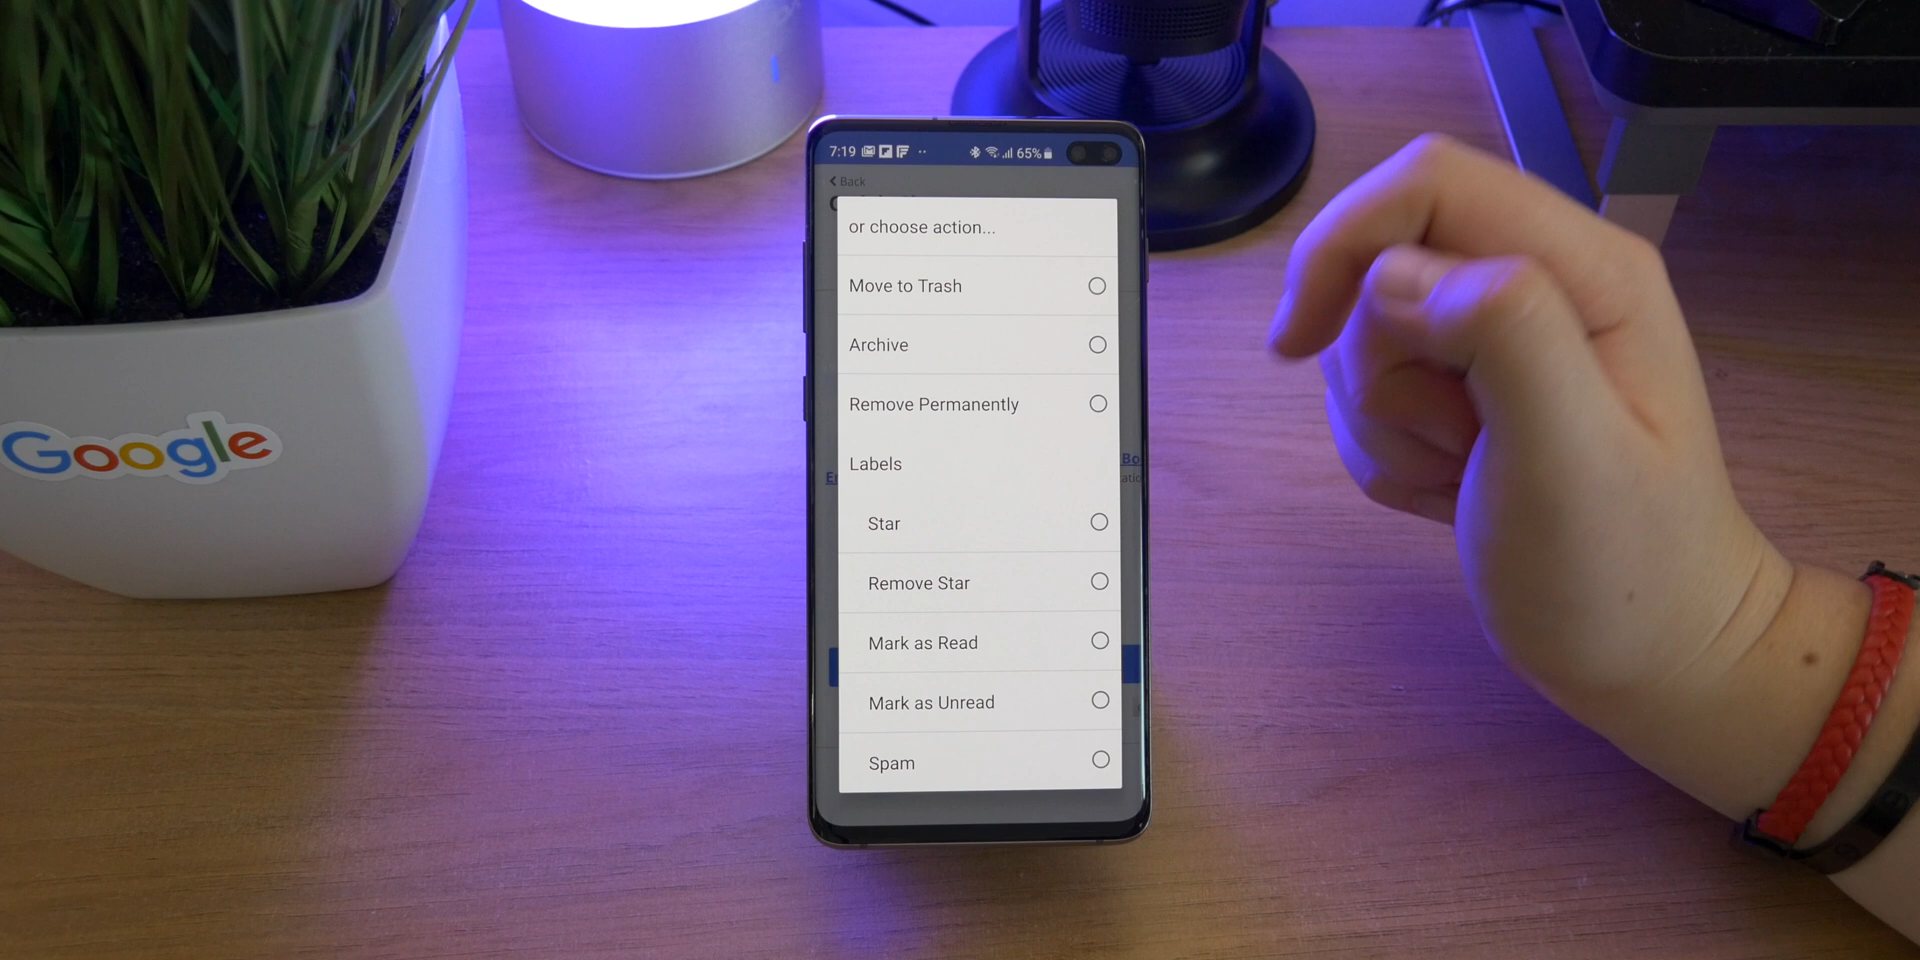 Google
7:19
65%
Back
or choose action...
Move to Trash
Archive
Remove Permanently
Labels
Star
Remove Star
Mark as Read
Mark as Unread
Spam